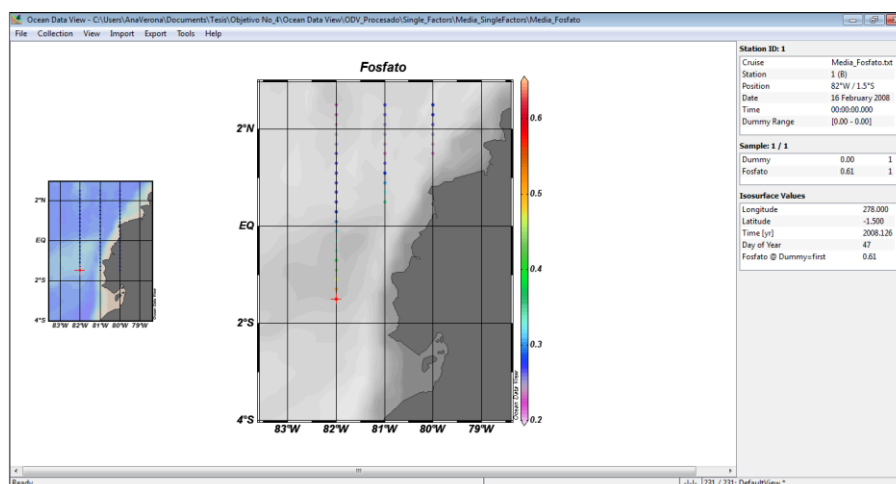 Ocean Data View - C:\Users\AnaVerona\Documents\Tesis\Objetivo No_4\Ocean Data View\ODV_Procesado\Single_Factors\Media_SingleFactors\Media_Fosfato
File Collection View Import Export Tools Help
Fosfato
2°N
EQ
2°S
4°S
83°W 82°W 81°W 80°W 79°W
Ocean Data View
2°N
EQ
2°S
4°S
83°W 82°W 81°W 80°W 79°W
Ocean Data View
0.6
0.5
0.4
0.3
0.2
Station ID: 1
Cruise Media_Fosfato.txt
Station 1 (B)
Position 82°W / 1.5°S
Date 16 February 2008
Time 00:00:00.000
Dummy Range [0.00 - 0.00]
Sample: 1 / 1
Dummy 0.00 1
Fosfato 0.61 1
Isosurface Values
Longitude 278.000
Latitude -1.500
Time [yr] 2008.126
Day of Year 47
Fosfato @ Dummy=first 0.61
Ready
231 / 231: DefaultView *